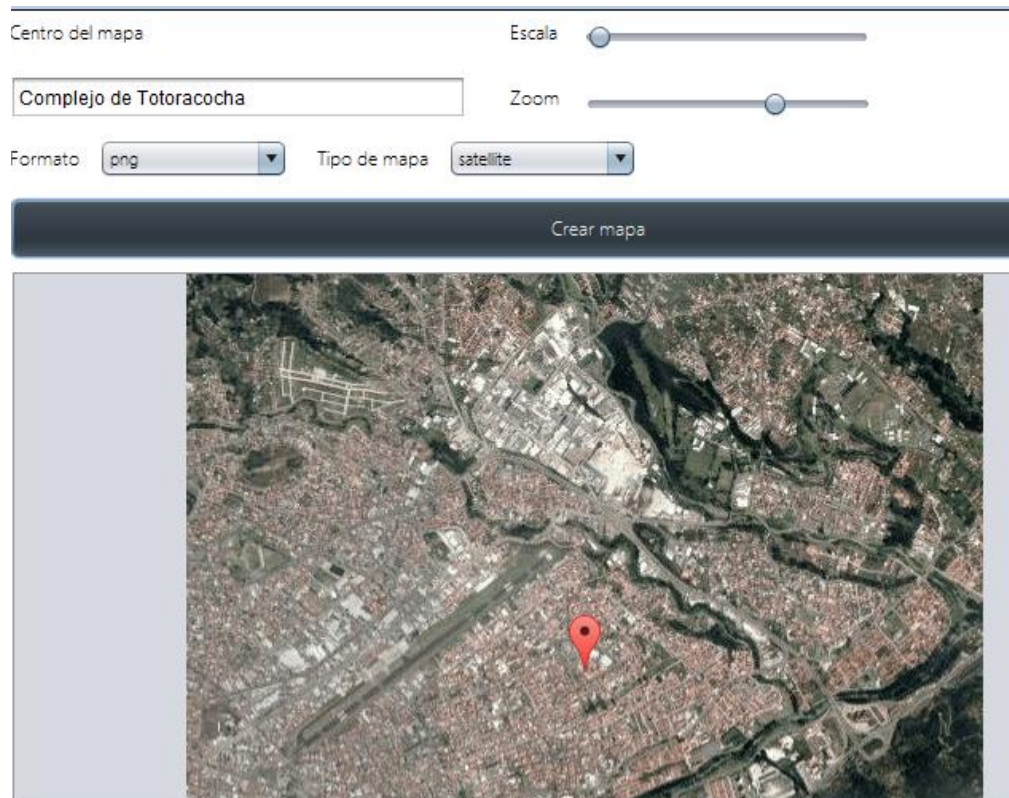 Centro del mapa
Escala
Complejo de Totoracocha
Zoom
Formato png Tipo de mapa satellite
Crear mapa